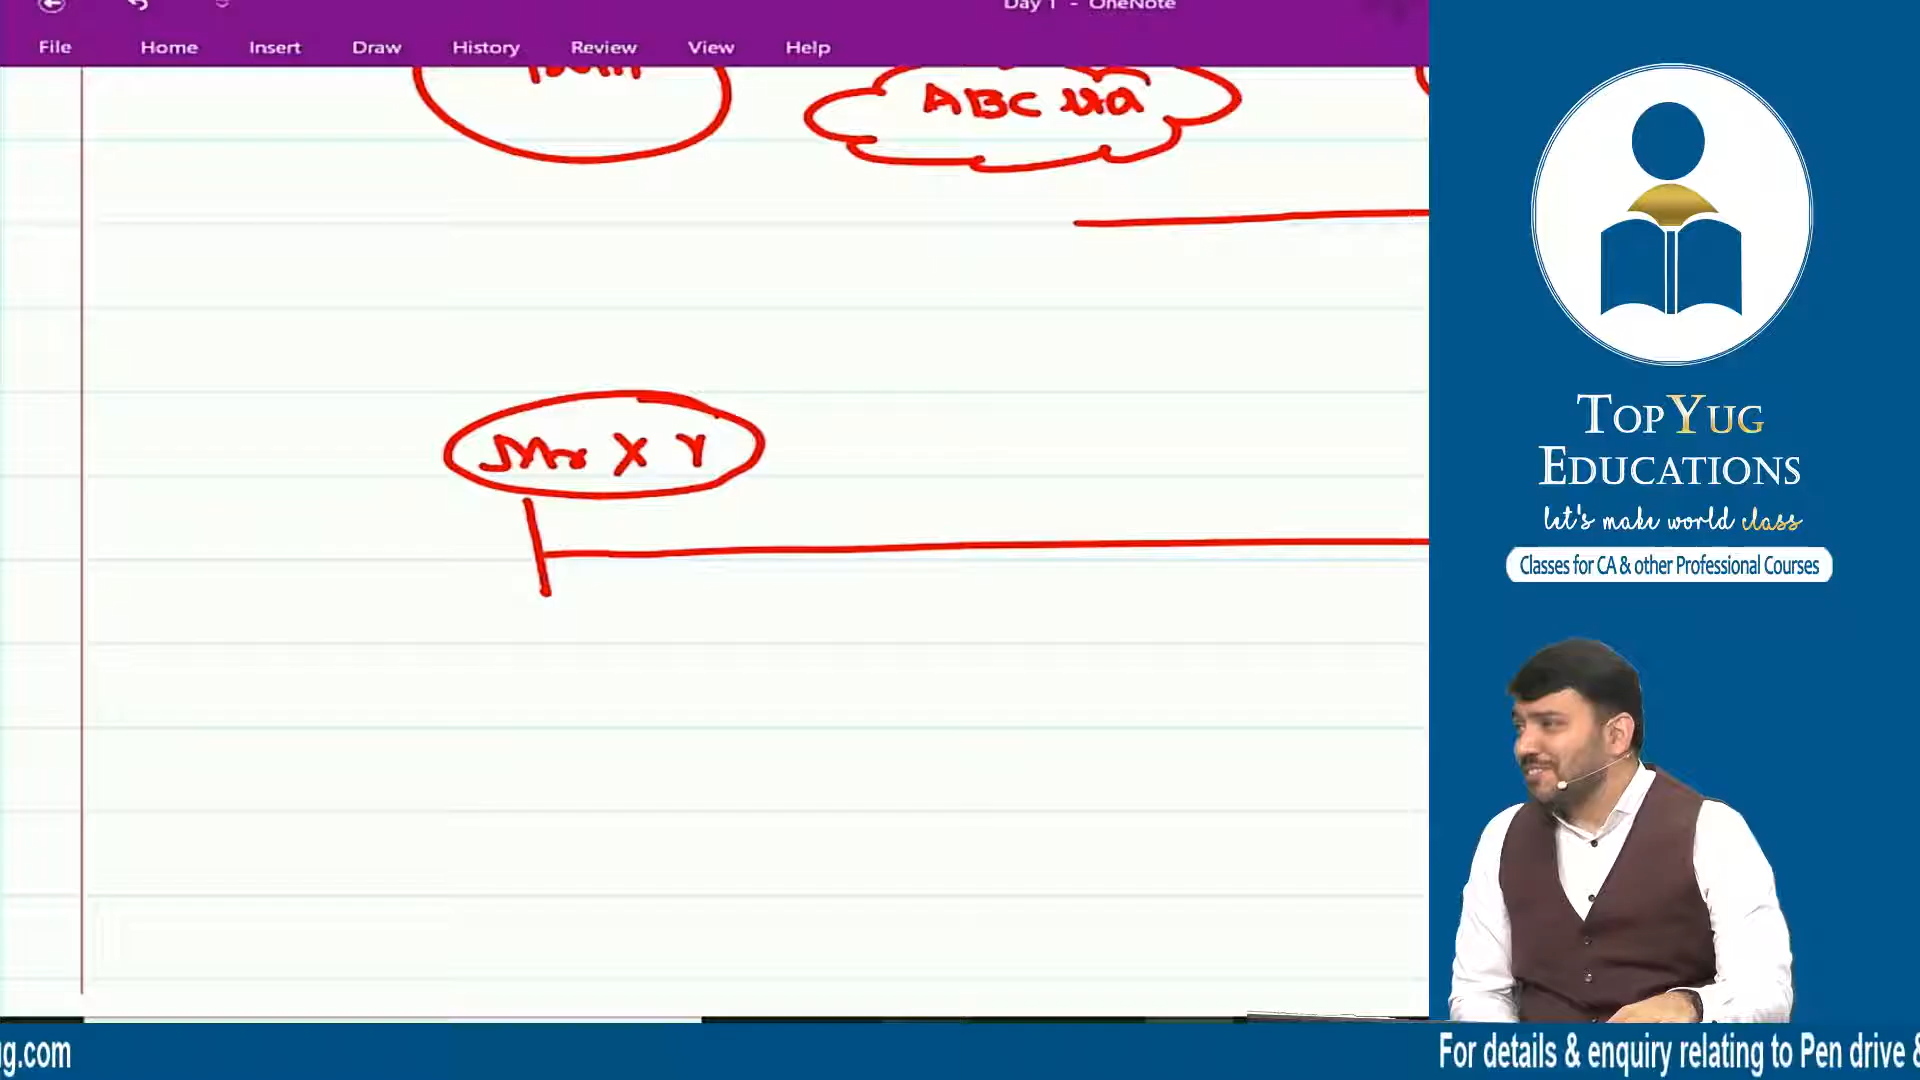 Day 1 - OneNote
File Home Insert Draw History Review View Help
ABC
Mr X Y
TOPYUG
EDUCATIONS
let's make world class
Classes for CA & other Professional Courses
g.com
For details & enquiry relating to Pen drive &